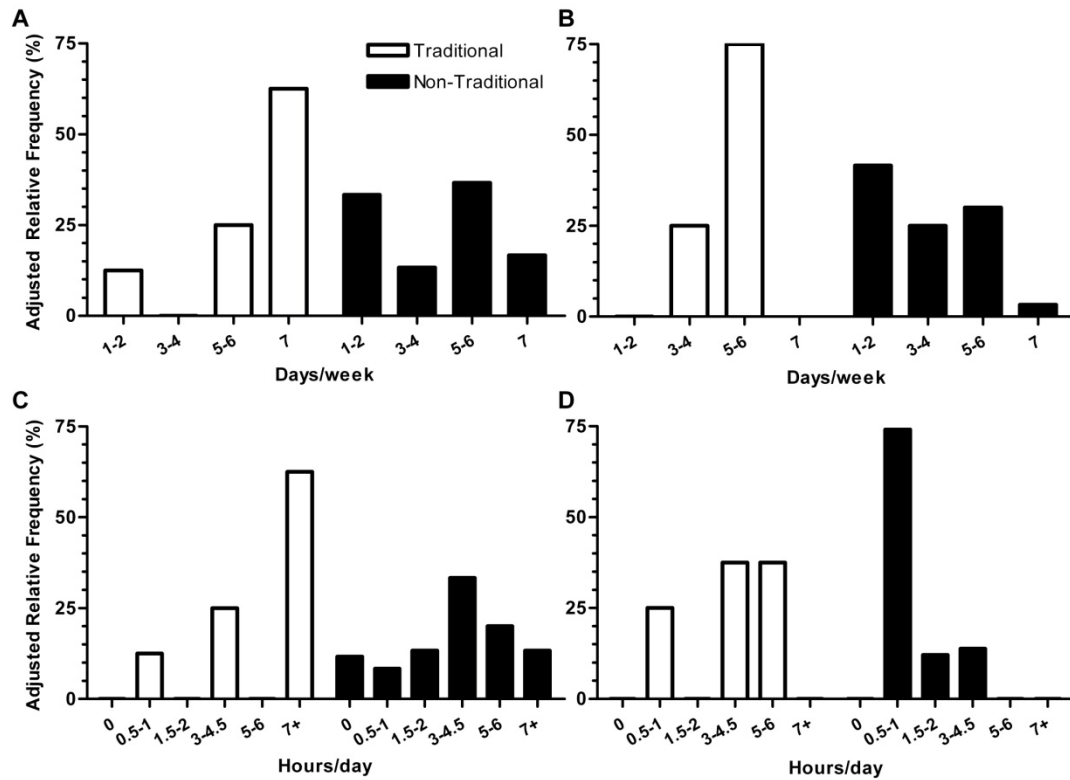 A
Adjusted Relative Frequency (%)
75
50
25
0
Traditional
Non-Traditional
1-2 3-4 5-6 7 1-2 3-4 5-6 7
Days/week
B
75
50
25
0
1-2 3-4 5-6 7 1-2 3-4 5-6 7
Days/week
C
Adjusted Relative Frequency (%)
75
50
25
0
0 0.5-1 1.5-2 3-4.5 5-6 7+ 0 0.5-1 1.5-2 3-4.5 5-6 7+
Hours/day
D
75
50
25
0
0 0.5-1 1.5-2 3-4.5 5-6 7+ 0 0.5-1 1.5-2 3-4.5 5-6 7+
Hours/day